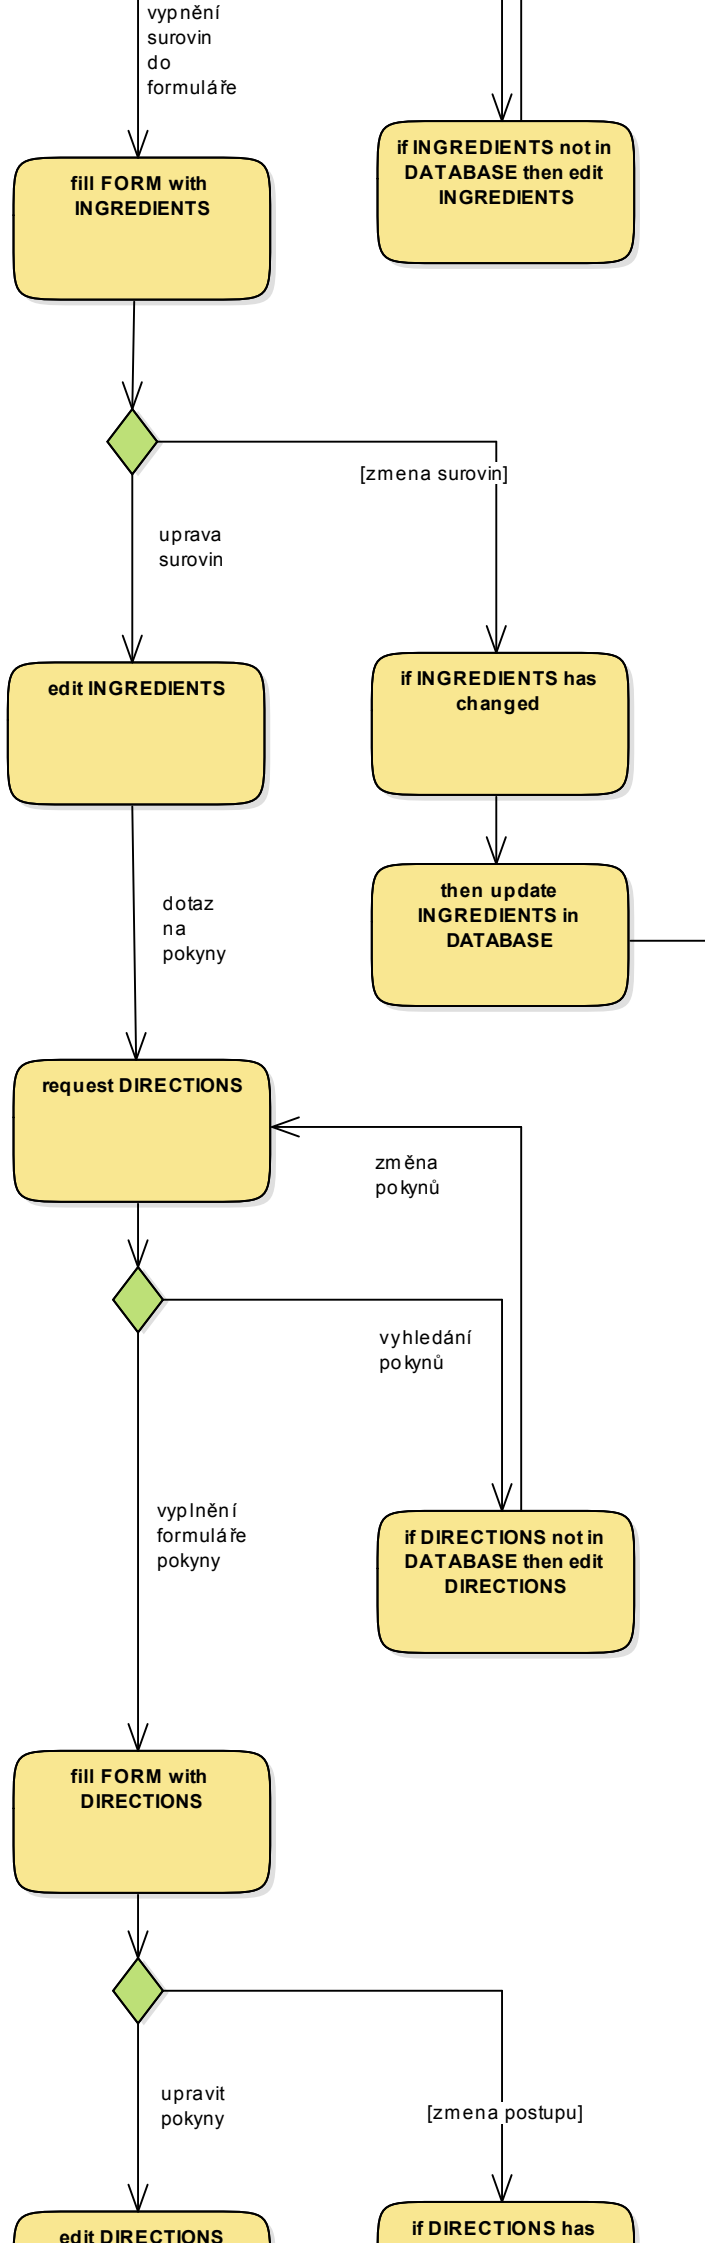 vypnění
surovin
do
formuláře
if INGREDIENTS not in
DATABASE then edit
INGREDIENTS
fill FORM with
INGREDIENTS
[zmena surovin]
uprava
surovin
edit INGREDIENTS
if INGREDIENTS has
changed
then update
INGREDIENTS in
DATABASE
dotaz
na
pokyny
request DIRECTIONS
změna
pokynů
vyhledání
pokynů
vyplnění
formuláře
pokyny
if DIRECTIONS not in
DATABASE then edit
DIRECTIONS
fill FORM with
DIRECTIONS
upravit
pokyny
[zmena postupu]
edit DIRECTIONS
if DIRECTIONS has